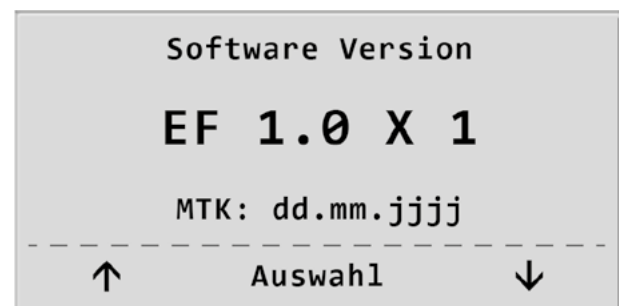 Software Version
EF 1.0 X 1
MTK: dd.mm.jjjj
↑ Auswahl ↓